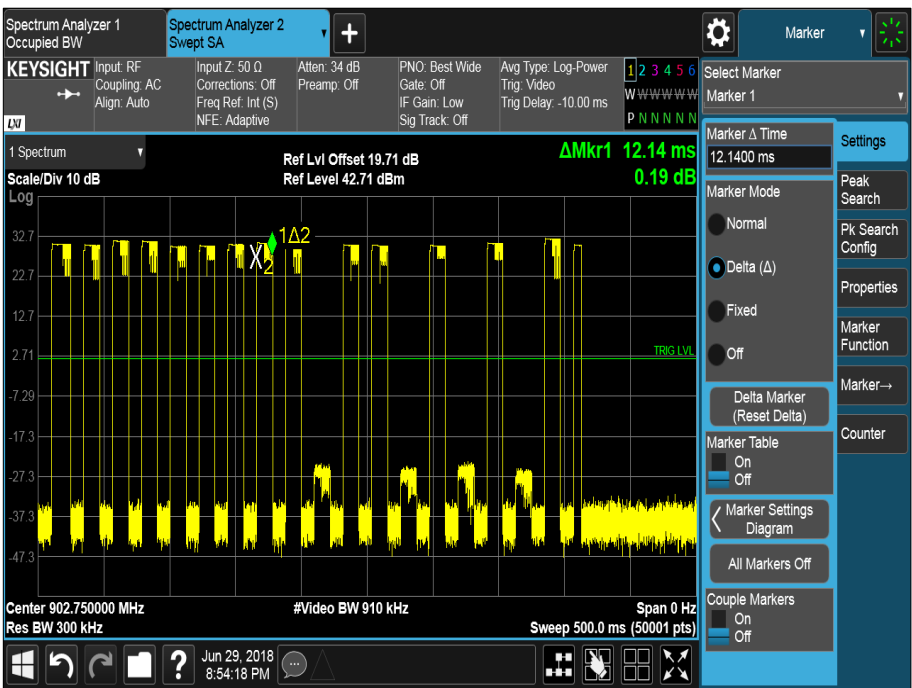 Spectrum Analyzer 1
Occupied BW
Spectrum Analyzer 2
Swept SA
+
Marker
KEYSIGHT
LXI
Input: RF
Coupling: AC
Align: Auto
Input Z: 50 Ω
Corrections: Off
Freq Ref: Int (S)
NFE: Adaptive
Atten: 34 dB
Preamp: Off
PNO: Best Wide
Gate: Off
IF Gain: Low
Sig Track: Off
Avg Type: Log-Power
Trig: Video
Trig Delay: -10.00 ms
1 2 3 4 5 6
W W W W W W
P N N N N N
Select Marker
Marker 1
1 Spectrum
Scale/Div 10 dB
Log
Ref Lvl Offset 19.71 dB
Ref Level 42.71 dBm
ΔMkr1 12.14 ms
0.19 dB
32.7
22.7
12.7
2.71
-7.29
-17.3
-27.3
-37.3
-47.3
1Δ2
X2
TRIG LVL
Center 902.750000 MHz
Res BW 300 kHz
#Video BW 910 kHz
Span 0 Hz
Sweep 500.0 ms (50001 pts)
Marker Δ Time
12.1400 ms
Marker Mode
Normal
Delta (Δ)
Fixed
Off
Delta Marker
(Reset Delta)
Marker Table
On
Off
Marker Settings
Diagram
All Markers Off
Couple Markers
On
Off
Settings
Peak
Search
Pk Search
Config
Properties
Marker
Function
Marker→
Counter
?
Jun 29, 2018
8:54:18 PM